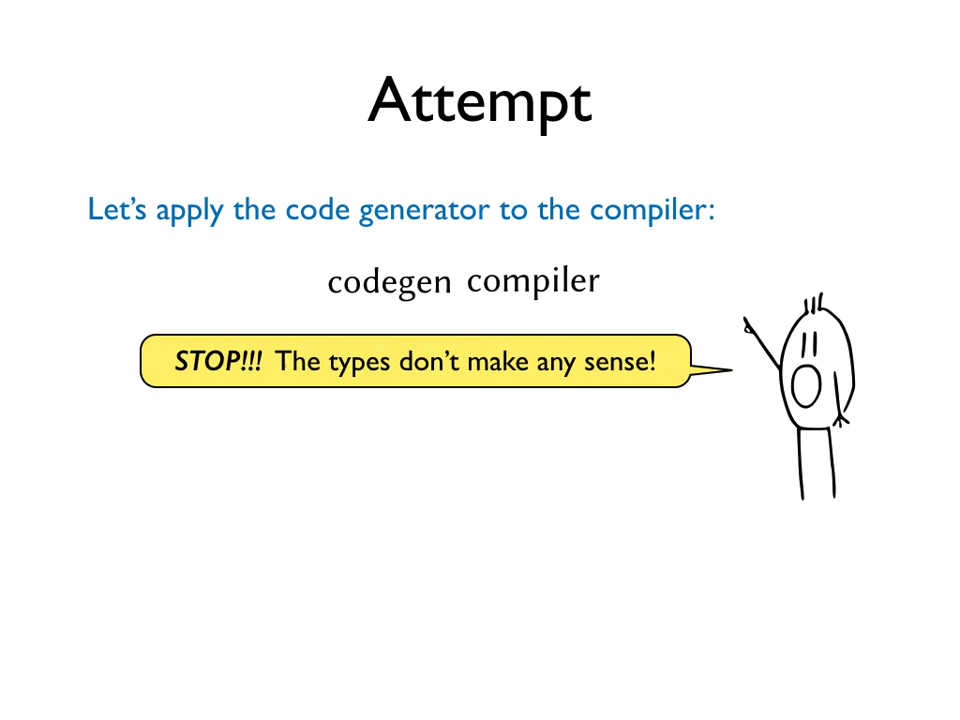 Attempt
Let's apply the code generator to the compiler:
codegen compiler
STOP!!! The types don't make any sense!